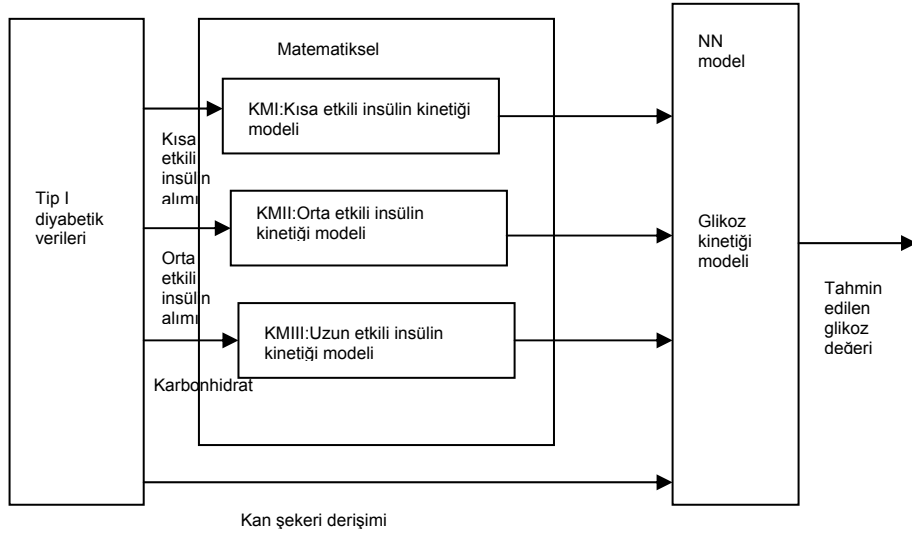 Tip I
diyabetik
verileri
Kısa
etkili
insülin
alımı
Orta
etkili
insülin
alımı
Karbonhidrat
Matematiksel
KMI:Kısa etkili insülin kinetiği
modeli
KMII:Orta etkili insülin
kinetiği modeli
KMIII:Uzun etkili insülin
kinetiği modeli
Kan şekeri derişimi
NN
model
Glikoz
kinetiği
modeli
Tahmin
edilen
glikoz
değeri